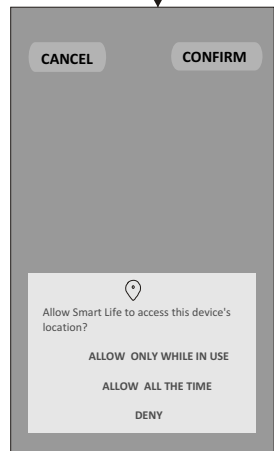 CANCEL
CONFIRM
Allow Smart Life to access this device's
location?
ALLOW ONLY WHILE IN USE
ALLOW ALL THE TIME
DENY